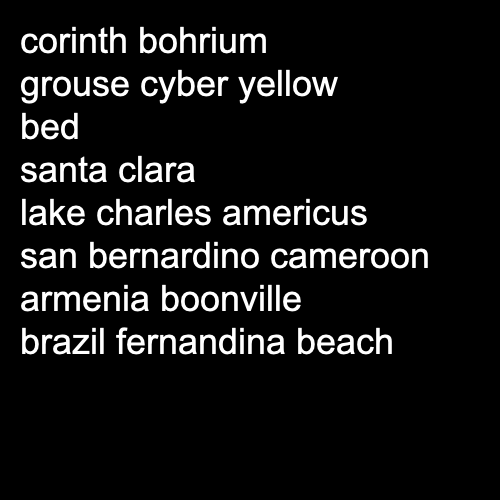 corinth bohrium
grouse cyber yellow
bed
santa clara
lake charles americus
san bernardino cameroon
armenia boonville
brazil fernandina beach